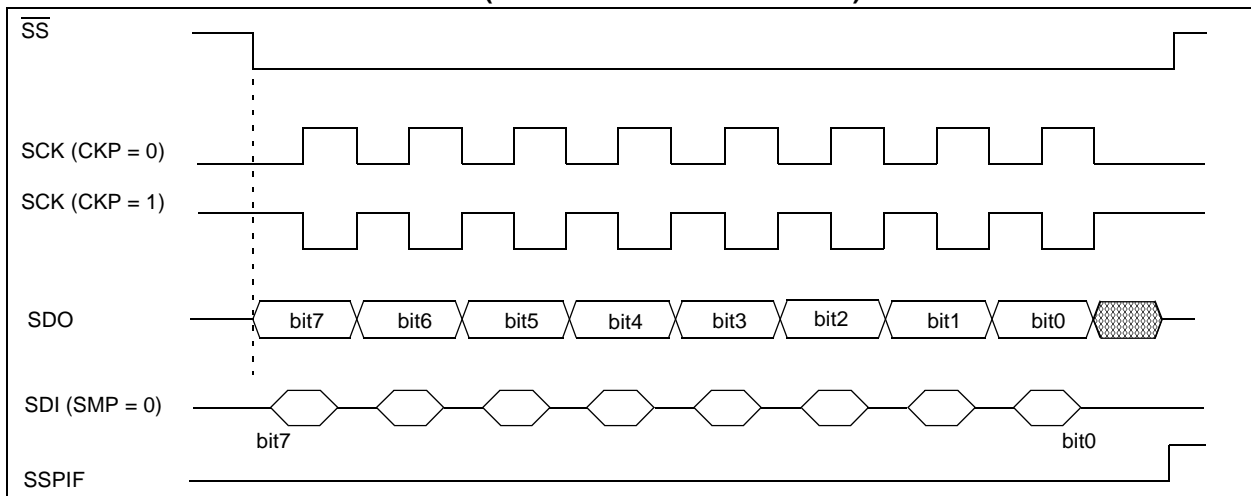 SS
SCK (CKP = 0)
SCK (CKP = 1)
SDO bit7 bit6 bit5 bit4 bit3 bit2 bit1 bit0
SDI (SMP = 0)
bit7 bit0
SSPIF